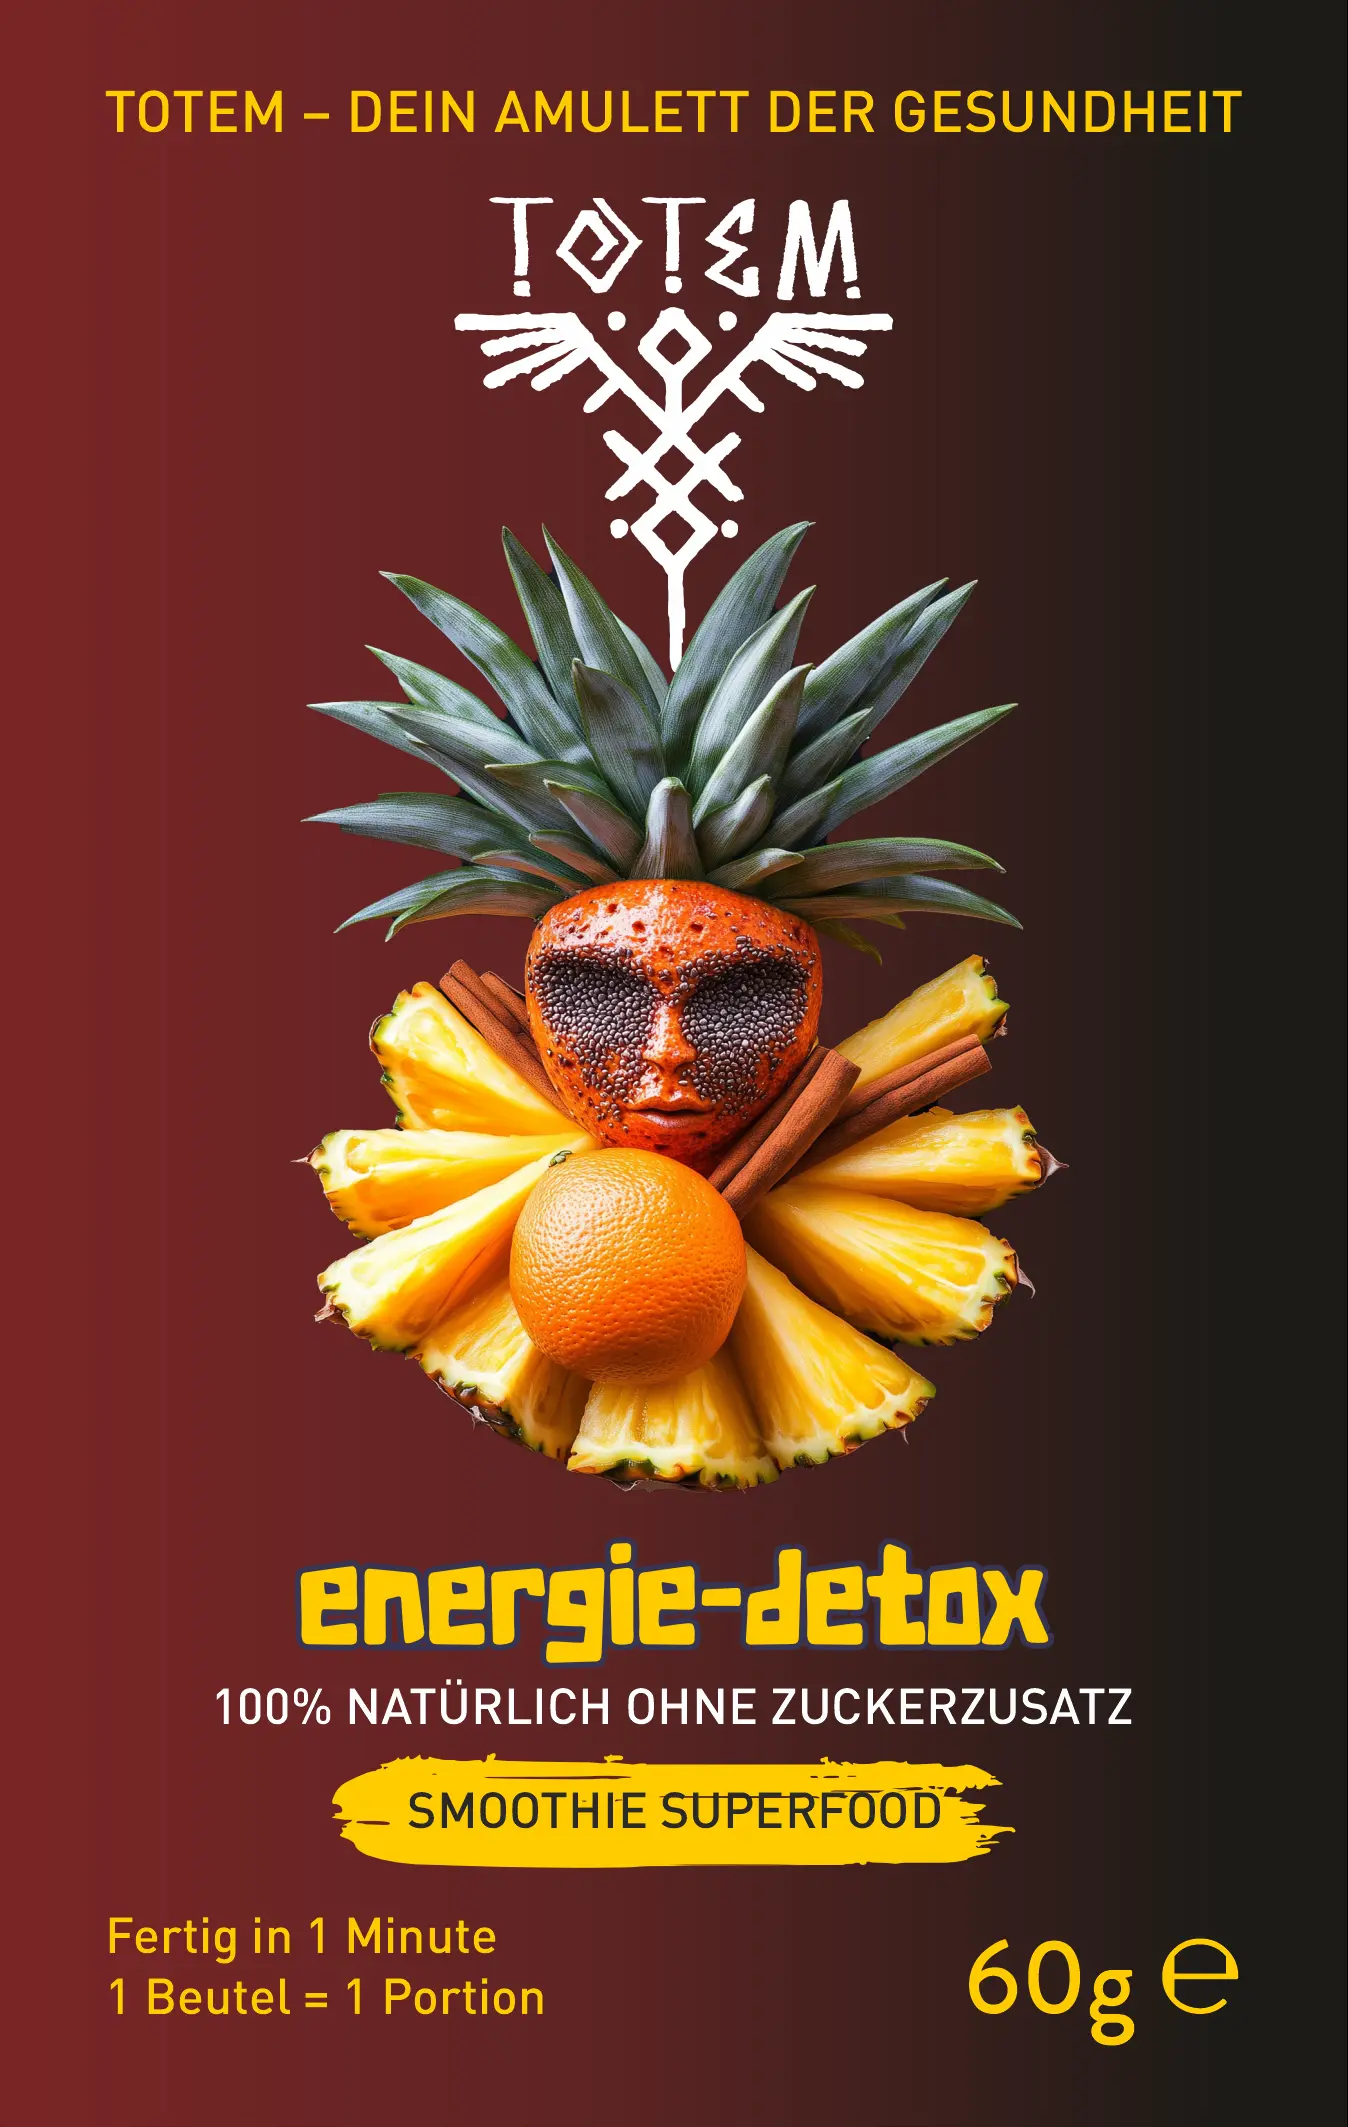 TOTEM – DEIN AMULETT DER GESUNDHEIT
TOTEM
energie-detox
100% NATÜRLICH OHNE ZUCKERZUSATZ
SMOOTHIE SUPERFOOD
Fertig in 1 Minute
1 Beutel = 1 Portion
60g ℮